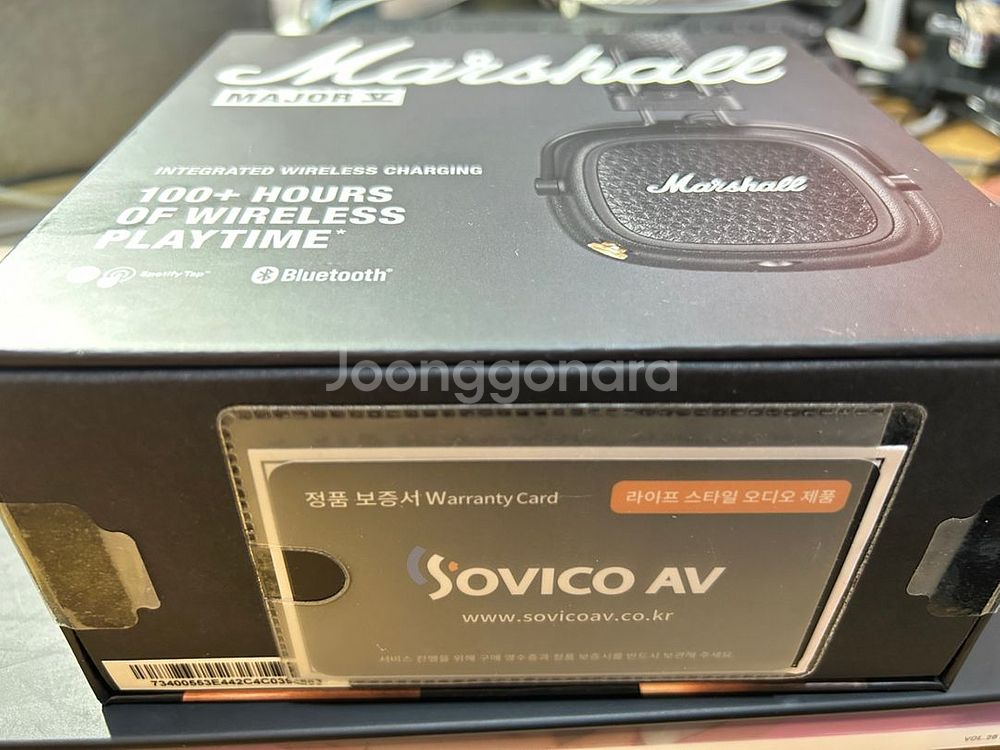 Marshall
MAJOR V
INTEGRATED WIRELESS CHARGING
100+ HOURS
OF WIRELESS
PLAYTIME*
Spotify Tap™
Bluetooth®
Marshall
Joonggonara
정품 보증서 Warranty Card
라이프 스타일 오디오 제품
SOVICO AV
www.sovicoav.co.kr
서비스 진행을 위해 구매 영수증과 정품 보증서를 반드시 보관해 주세요.
VOL.26